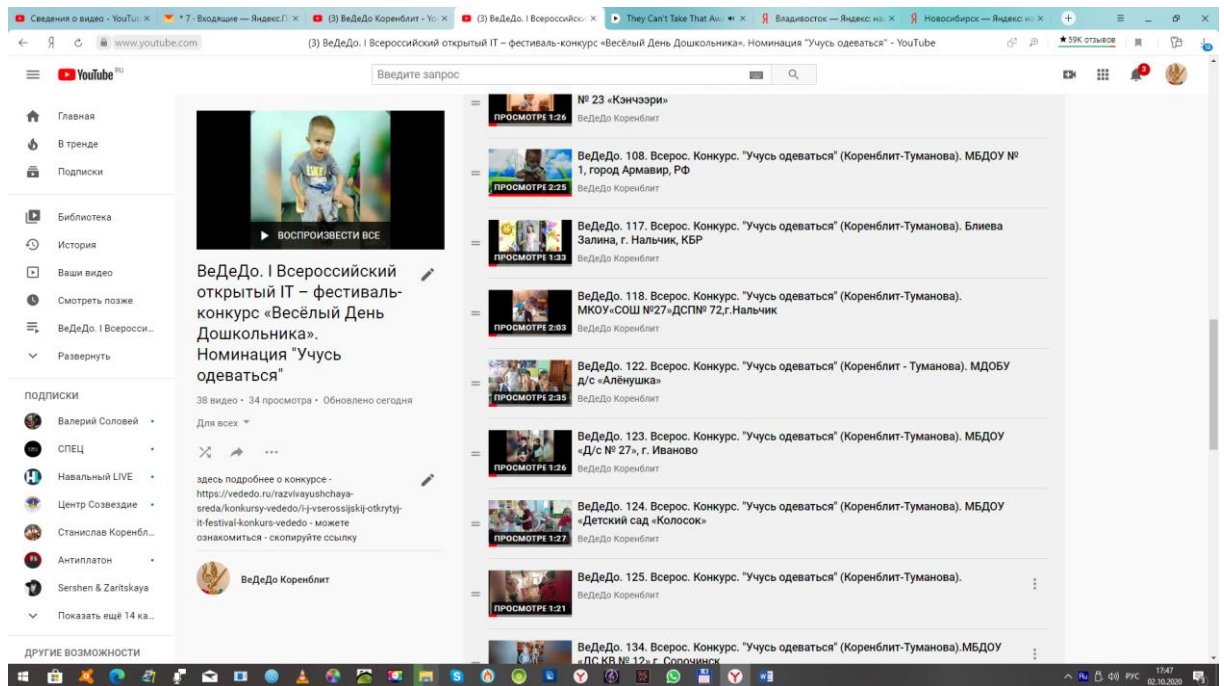 Сведения о видео - YouTut
* 7 · Входящие — Яндекс.П
(3) ВеДеДо Коренблит - Yo
(3) ВеДеДо. I Всероссийски
They Can't Take That Awa
Владивосток — Яндекс: на
Новосибирск — Яндекс: но
www.youtube.com
(3) ВеДеДо. I Всероссийский открытый IT – фестиваль-конкурс «Весёлый День Дошкольника». Номинация "Учусь одеваться" - YouTube
★ 59K отзывов
YouTube RU
Введите запрос
3
Главная
В тренде
Подписки
Библиотека
История
Ваши видео
Смотреть позже
ВеДеДо. I Всеросси...
Развернуть
ПОДПИСКИ
Валерий Соловей
СПЕЦ
Навальный LIVE
Центр Созвездие
Станислав Коренбл...
Антиплатон
Sershen & Zaritskaya
Показать ещё 14 ка...
ДРУГИЕ ВОЗМОЖНОСТИ
ВОСПРОИЗВЕСТИ ВСЕ
ВеДеДо. I Всероссийский
открытый IT – фестиваль-
конкурс «Весёлый День
Дошкольника».
Номинация "Учусь
одеваться"
38 видео • 34 просмотра • Обновлено сегодня
Для всех
здесь подробнее о конкурсе -
https://vededo.ru/razvivayushchaya-
sreda/konkursy-vededo/i-j-vserossijskij-otkrytyj-
it-festival-konkurs-vededo - можете
ознакомиться - скопируйте ссылку
ВеДеДо Коренблит
№ 23 «Кэнчээри»
ПРОСМОТРЕ 1:26
ВеДеДо Коренблит
ВеДеДо. 108. Всерос. Конкурс. "Учусь одеваться" (Коренблит-Туманова). МБДОУ №
1, город Армавир, РФ
ПРОСМОТРЕ 2:25
ВеДеДо Коренблит
ВеДеДо. 117. Всерос. Конкурс. "Учусь одеваться" (Коренблит-Туманова). Блиева
Залина, г. Нальчик, КБР
ПРОСМОТРЕ 1:33
ВеДеДо Коренблит
ВеДеДо. 118. Всерос. Конкурс. "Учусь одеваться" (Коренблит-Туманова).
МКОУ«СОШ №27»ДСП№ 72,г.Нальчик
ПРОСМОТРЕ 2:03
ВеДеДо Коренблит
ВеДеДо. 122. Всерос. Конкурс. "Учусь одеваться" (Коренблит - Туманова). МДОБУ
д/с «Алёнушка»
ПРОСМОТРЕ 2:35
ВеДеДо Коренблит
ВеДеДо. 123. Всерос. Конкурс. "Учусь одеваться" (Коренблит-Туманова). МБДОУ
«Д/с № 27», г. Иваново
ПРОСМОТРЕ 1:26
ВеДеДо Коренблит
ВеДеДо. 124. Всерос. Конкурс. "Учусь одеваться" (Коренблит-Туманова). МБДОУ
«Детский сад «Колосок»
ПРОСМОТРЕ 1:27
ВеДеДо Коренблит
ВеДеДо. 125. Всерос. Конкурс. "Учусь одеваться" (Коренблит-Туманова).
ВеДеДо Коренблит
ПРОСМОТРЕ 1:21
ВеДеДо. 134. Всерос. Конкурс. "Учусь одеваться" (Коренблит-Туманова).МБДОУ
«ДС КВ № 12» г. Сорочинск
Ru
РУС
17:47
02.10.2020